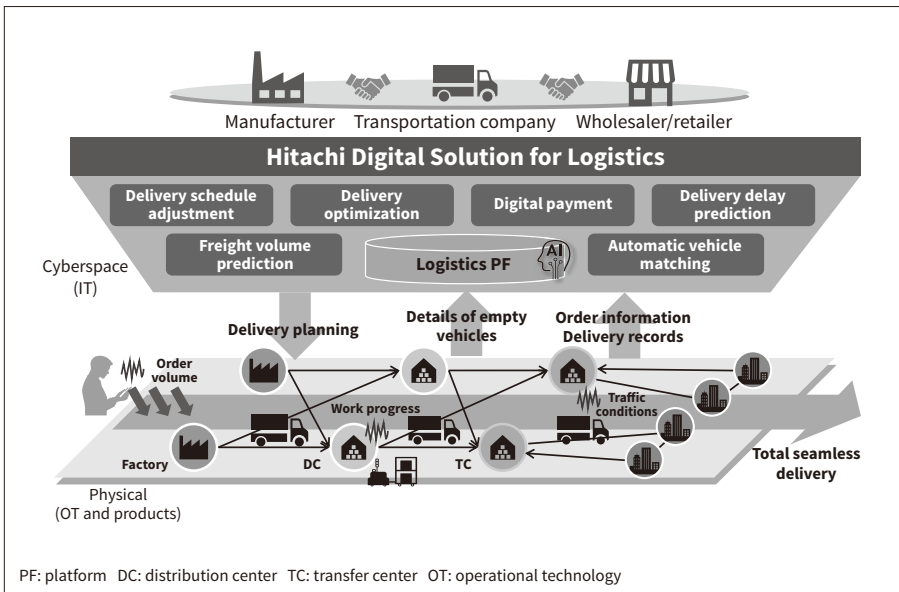 Manufacturer Transportation company Wholesaler/retailer
Hitachi Digital Solution for Logistics
Delivery schedule
adjustment
Delivery
optimization
Digital payment
Delivery delay
prediction
Freight volume
prediction
Logistics PF
AI
Automatic vehicle
matching
Cyberspace
(IT)
Delivery planning
Details of empty
vehicles
Order information
Delivery records
Order
volume
Work progress
Traffic
conditions
Factory
DC
TC
Total seamless
delivery
Physical
(OT and products)
PF: platform DC: distribution center TC: transfer center OT: operational technology